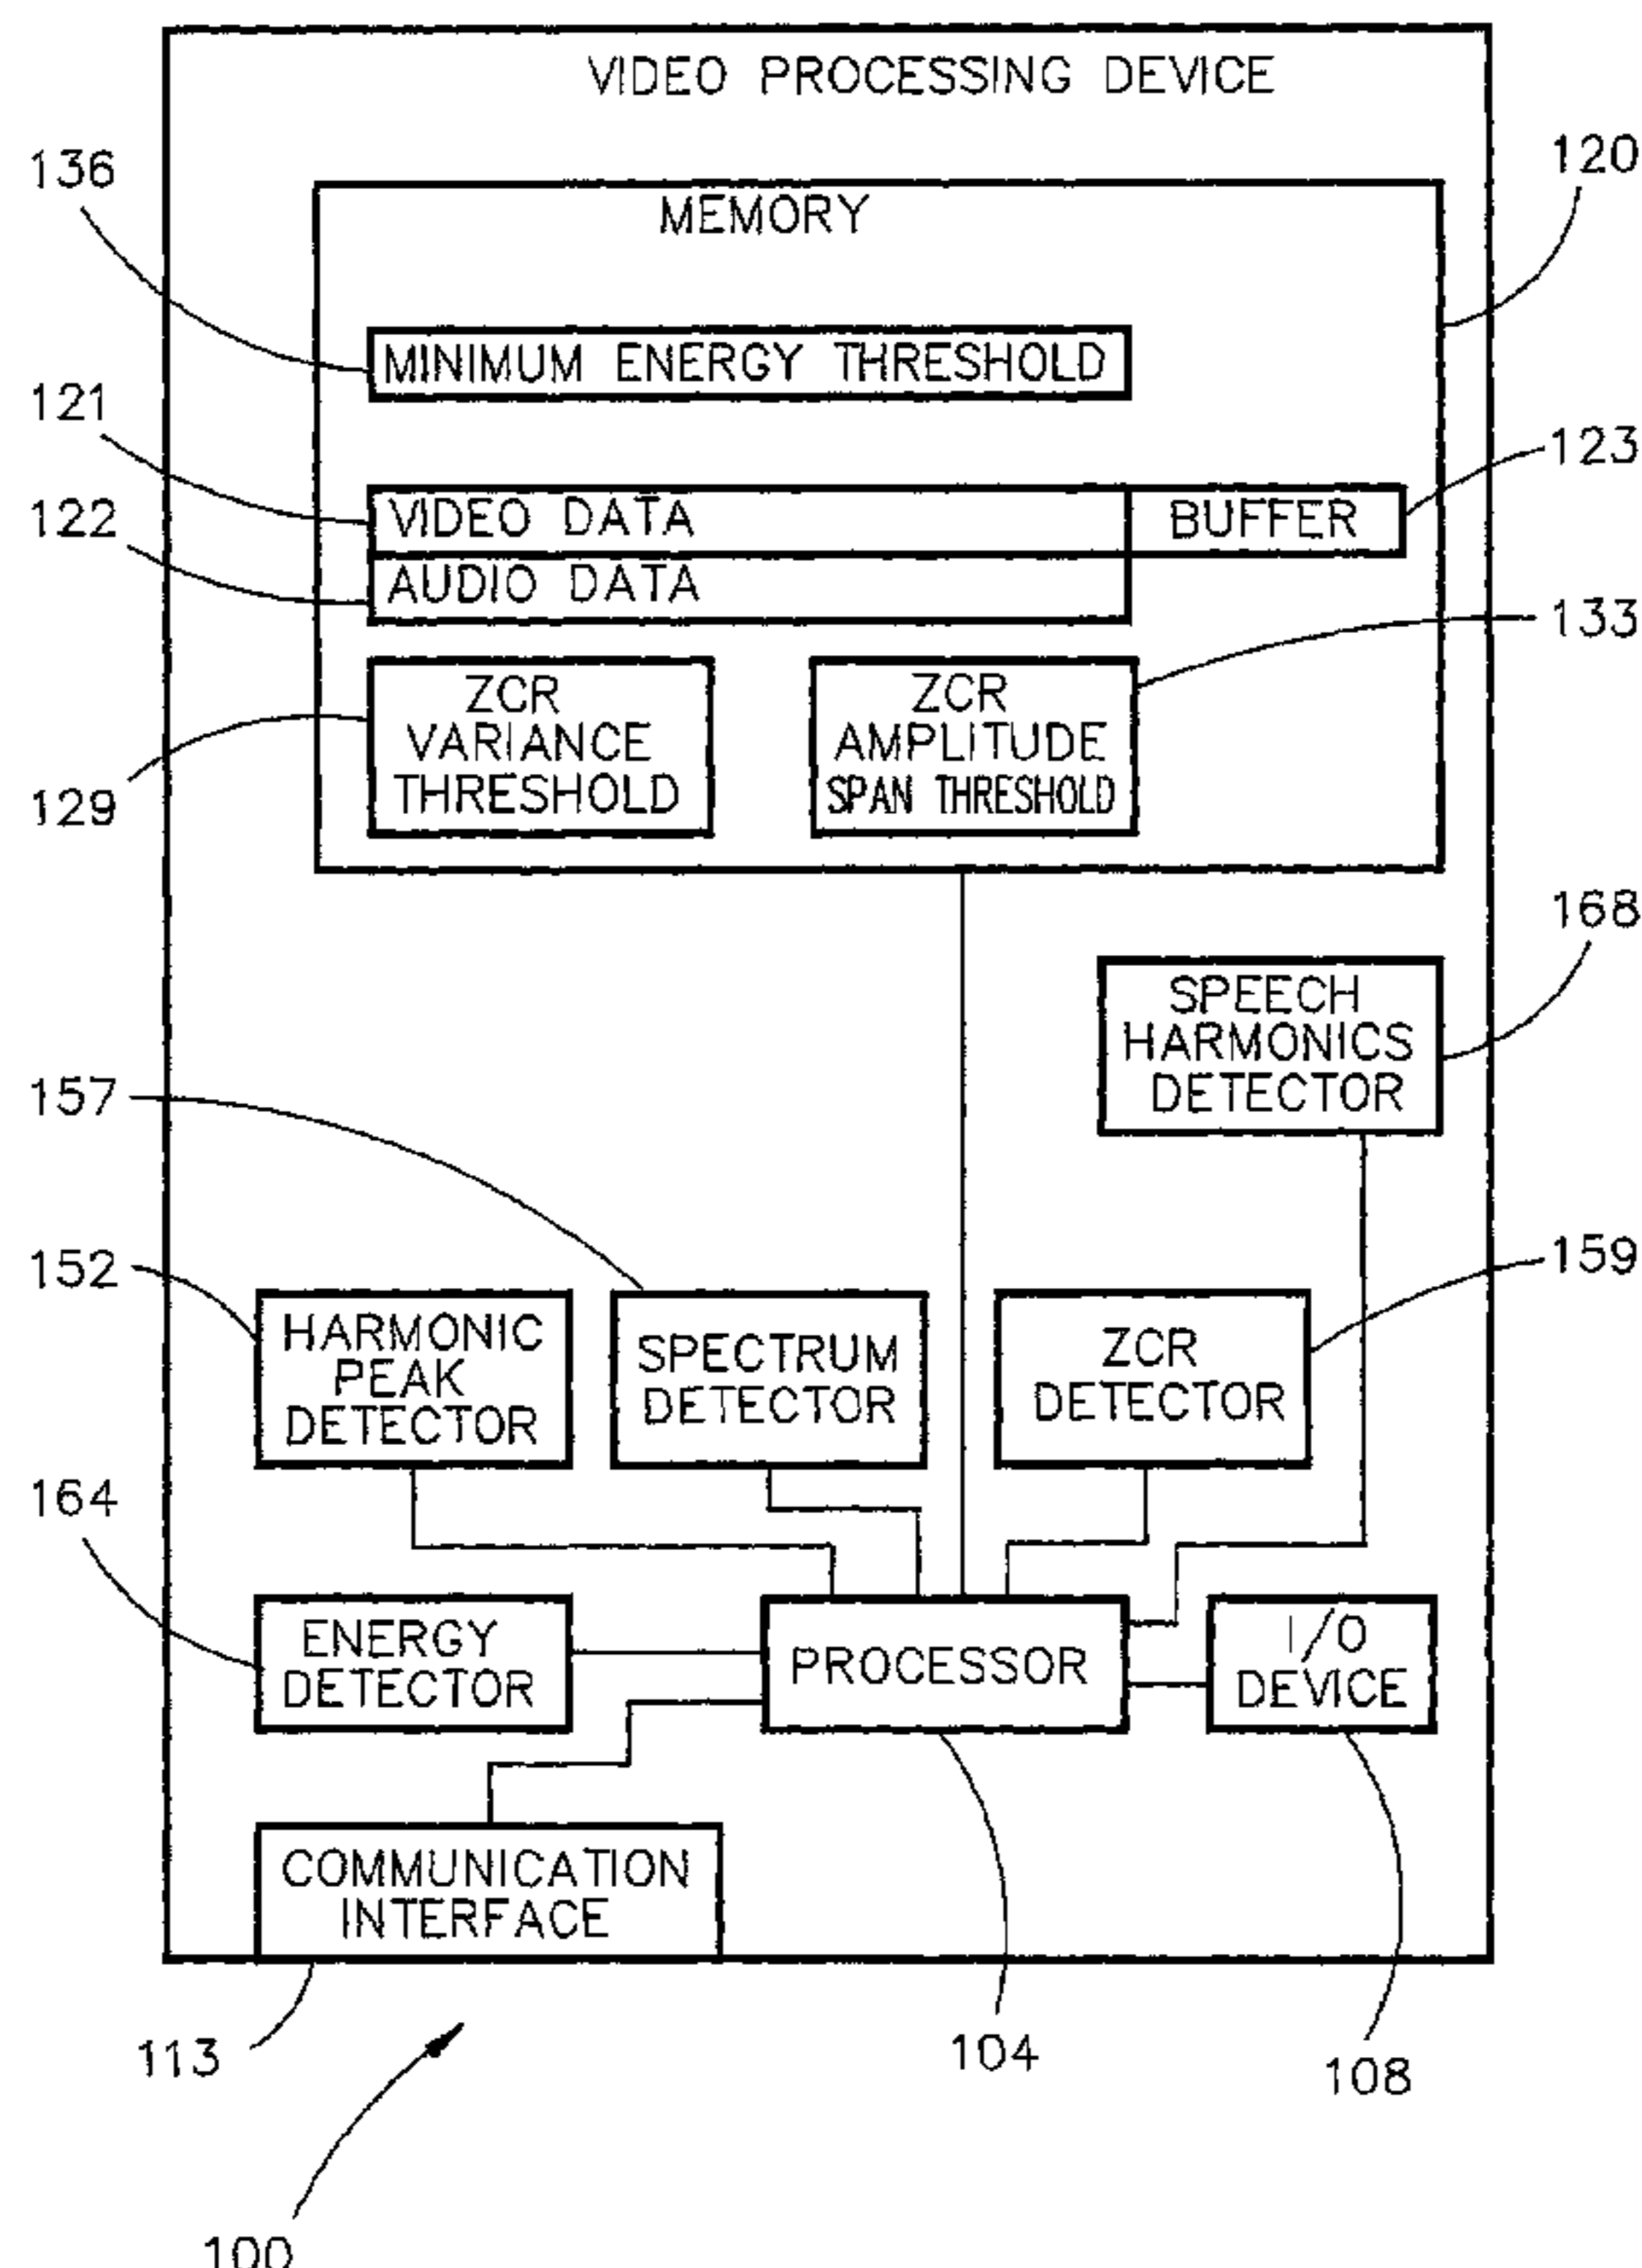 VIDEO PROCESSING DEVICE
136
120
MEMORY
MINIMUM ENERGY THRESHOLD
121
123
VIDEO DATA
BUFFER
122
AUDIO DATA
133
ZCR
VARIANCE
THRESHOLD
ZCR
AMPLITUDE
SPAN THRESHOLD
129
168
SPEECH
HARMONICS
DETECTOR
157
152
159
HARMONIC
PEAK
DETECTOR
SPECTRUM
DETECTOR
ZCR
DETECTOR
164
ENERGY
DETECTOR
PROCESSOR
I/O
DEVICE
COMMUNICATION
INTERFACE
113
104
108
100